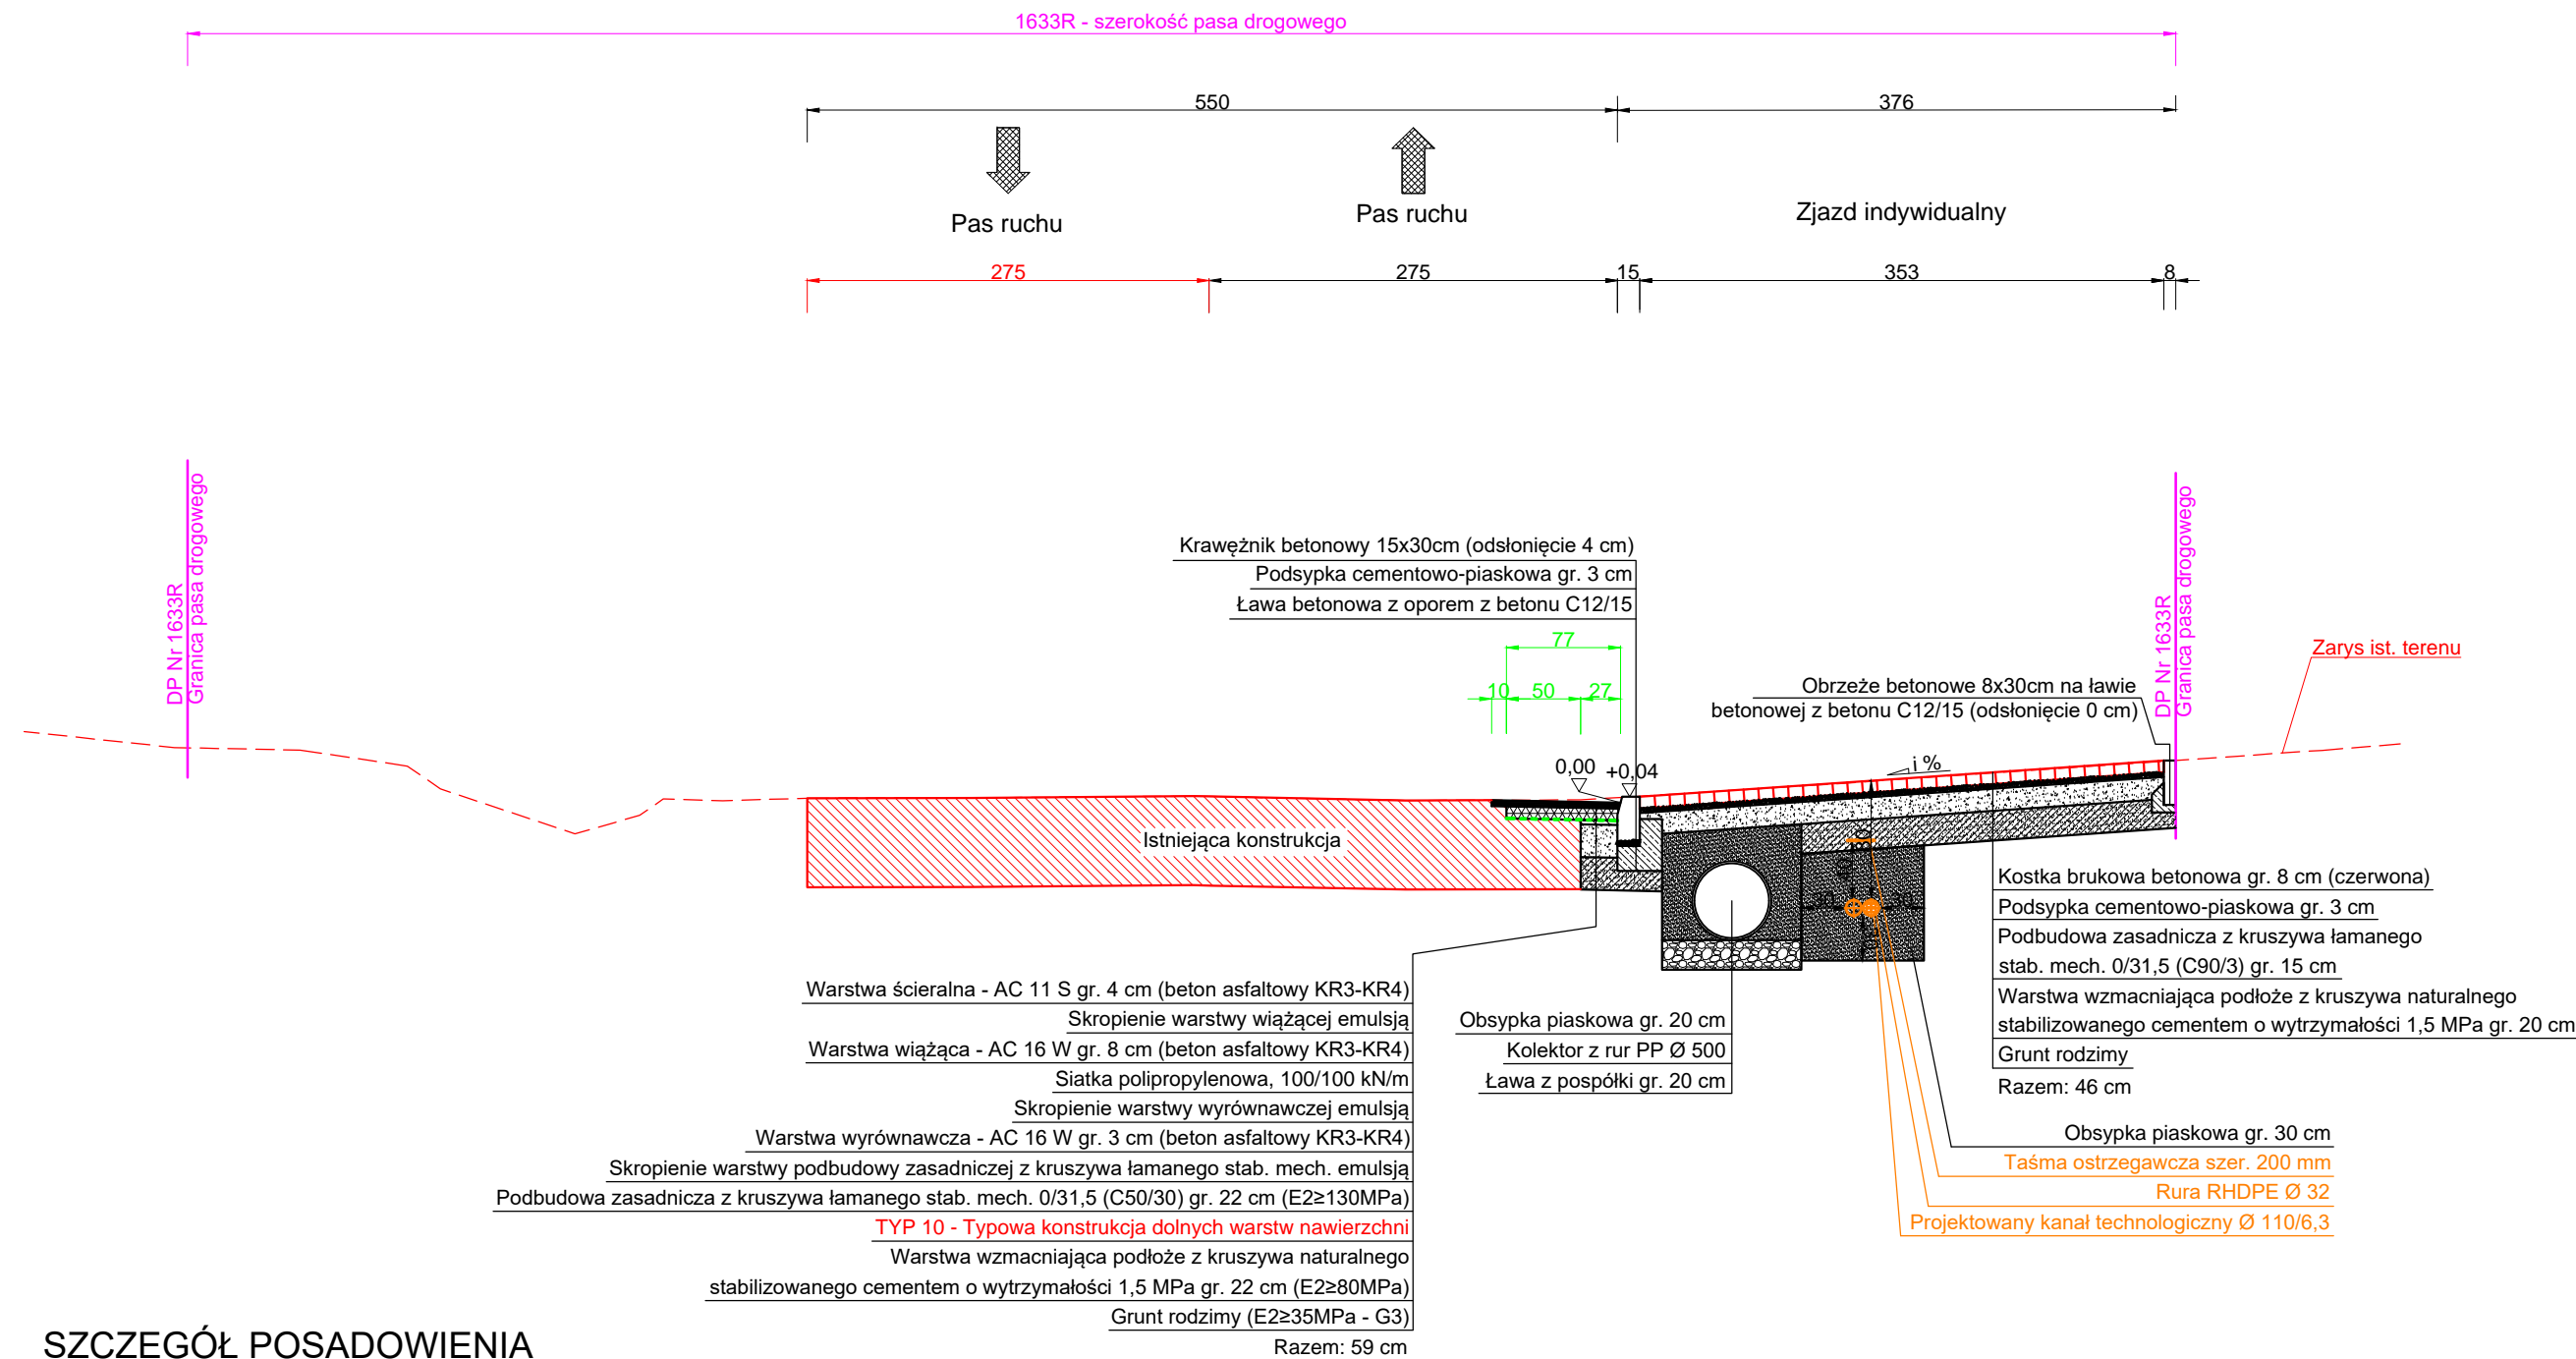 1633R - szerokość pasa drogowego
550
376
Pas ruchu
Pas ruchu
Zjazd indywidualny
275
275
15
353
8
DP Nr 1633R
Granica pasa drogowego
DP Nr 1633R
Granica pasa drogowego
Krawężnik betonowy 15x30cm (odsłonięcie 4 cm)
Podsypka cementowo-piaskowa gr. 3 cm
Ława betonowa z oporem z betonu C12/15
77
10
50
27
Zarys ist. terenu
Obrzeże betonowe 8x30cm na ławie
betonowej z betonu C12/15 (odsłonięcie 0 cm)
0,00
+0,04
i %
Istniejąca konstrukcja
30
30
Kostka brukowa betonowa gr. 8 cm (czerwona)
Podsypka cementowo-piaskowa gr. 3 cm
Podbudowa zasadnicza z kruszywa łamanego
stab. mech. 0/31,5 (C90/3) gr. 15 cm
Warstwa wzmacniająca podłoże z kruszywa naturalnego
stabilizowanego cementem o wytrzymałości 1,5 MPa gr. 20 cm
Grunt rodzimy
Razem: 46 cm
Warstwa ścieralna - AC 11 S gr. 4 cm (beton asfaltowy KR3-KR4)
Skropienie warstwy wiążącej emulsją
Warstwa wiążąca - AC 16 W gr. 8 cm (beton asfaltowy KR3-KR4)
Siatka polipropylenowa, 100/100 kN/m
Skropienie warstwy wyrównawczej emulsją
Warstwa wyrównawcza - AC 16 W gr. 3 cm (beton asfaltowy KR3-KR4)
Skropienie warstwy podbudowy zasadniczej z kruszywa łamanego stab. mech. emulsją
Podbudowa zasadnicza z kruszywa łamanego stab. mech. 0/31,5 (C50/30) gr. 22 cm (E2≥130MPa)
TYP 10 - Typowa konstrukcja dolnych warstw nawierzchni
Warstwa wzmacniająca podłoże z kruszywa naturalnego
stabilizowanego cementem o wytrzymałości 1,5 MPa gr. 22 cm (E2≥80MPa)
Grunt rodzimy (E2≥35MPa - G3)
Razem: 59 cm
Obsypka piaskowa gr. 20 cm
Kolektor z rur PP Ø 500
Ława z pospółki gr. 20 cm
Obsypka piaskowa gr. 30 cm
Taśma ostrzegawcza szer. 200 mm
Rura RHDPE Ø 32
Projektowany kanał technologiczny Ø 110/6,3
SZCZEGÓŁ POSADOWIENIA